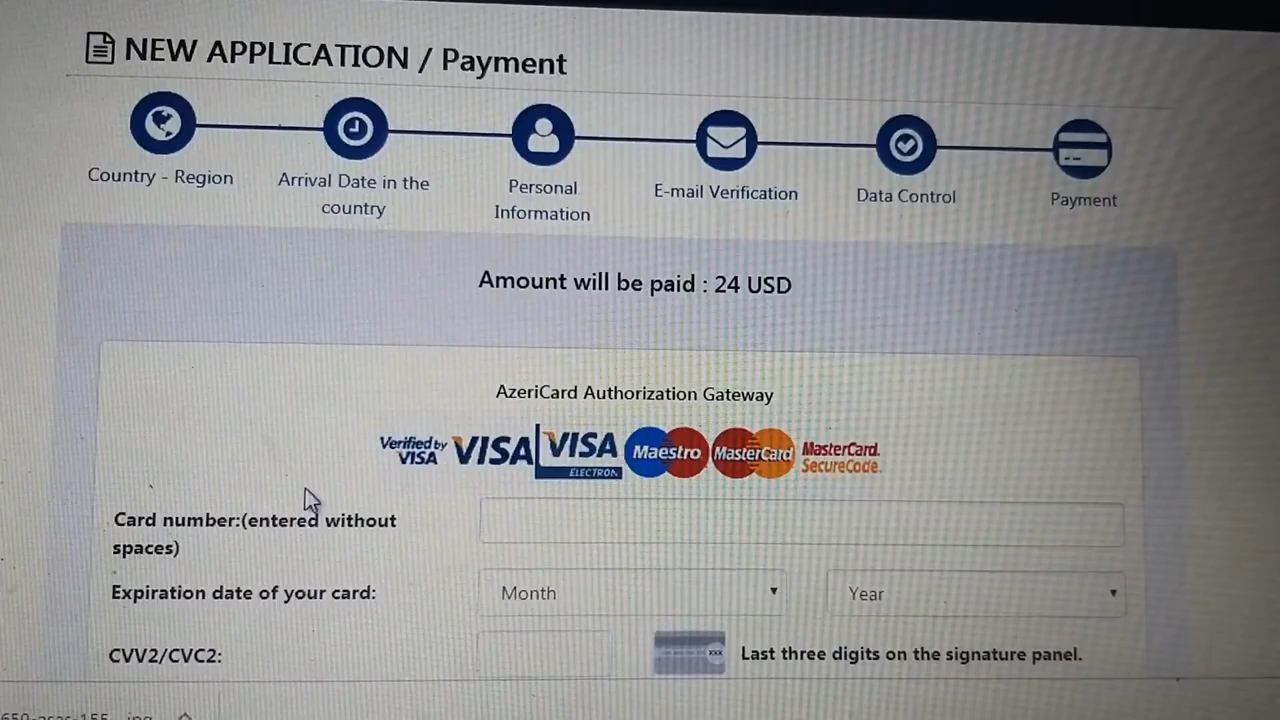 NEW APPLICATION / Payment
Country - Region
Arrival Date in the
country
Personal
Information
E-mail Verification
Data Control
Payment
Amount will be paid : 24 USD
AzeriCard Authorization Gateway
Verified by
VISA
VISA
VISA
ELECTRON
Maestro
MasterCard
MasterCard.
SecureCode.
Card number:(entered without
spaces)
Expiration date of your card:
Month
Year
CVV2/CVC2:
xxx
Last three digits on the signature panel.